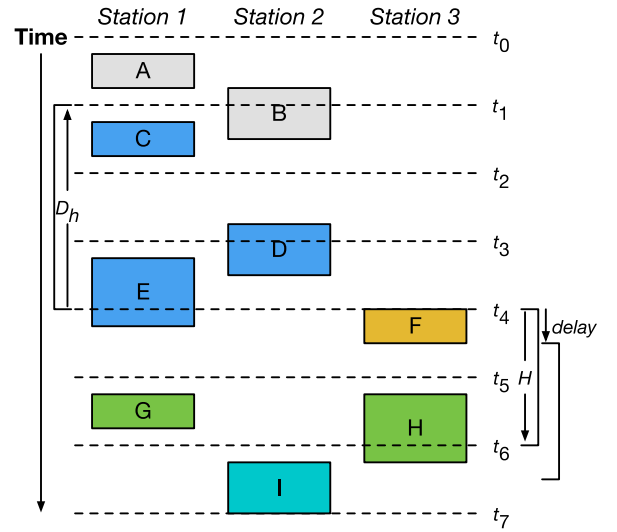 Station 1 Station 2 Station 3
Time
t0
A
t1
B
C
t2
Dh
t3
D
E
t4
F
delay
t5 H
G
H
t6
I
t7